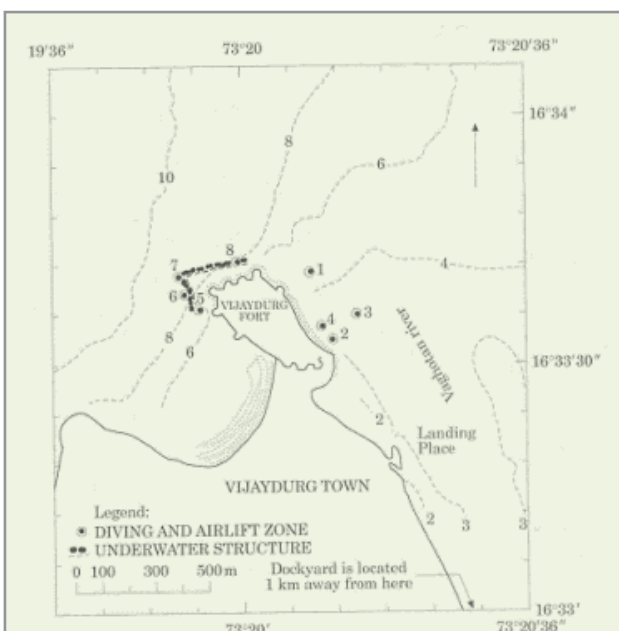 19'36" 73°20 73°20'36"
16°34"
8
10
6
8
7
1
4
6
5
VIJAYDURG
FORT
3
4
2
Vaghotan river
8
6
16°33'30"
2
Landing
Place
VIJAYDURG TOWN
2
3
3
Legend:
DIVING AND AIRLIFT ZONE
UNDERWATER STRUCTURE
0 100 300 500 m
Dockyard is located
1 km away from here
16°33'
73°20' 73°20'36"